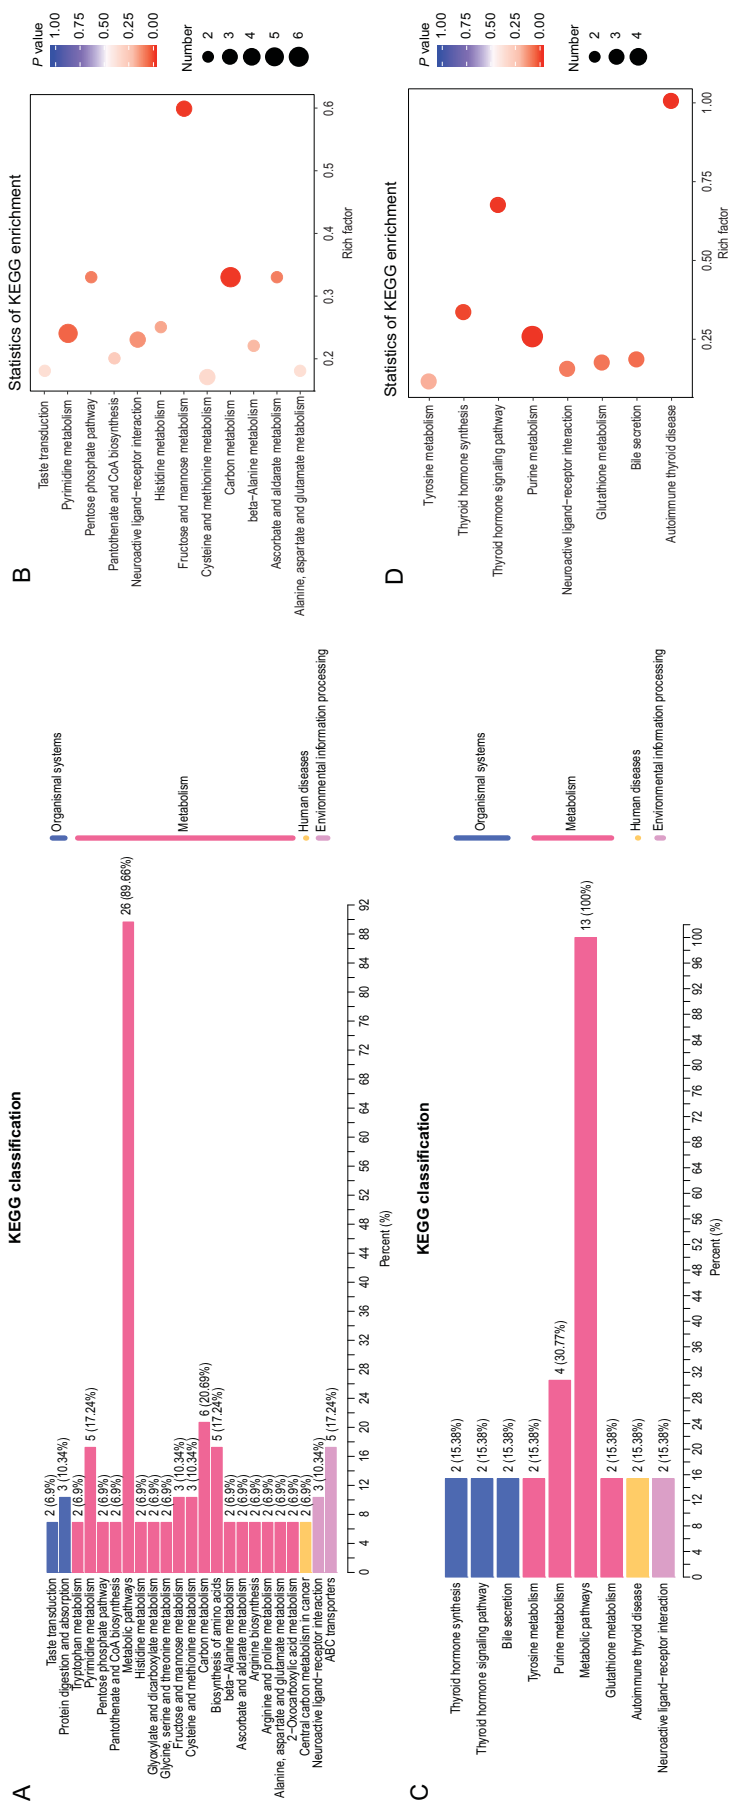 A
KEGG classification
Taste transduction
2 (6.9%)
Protein digestion and absorption
3 (10.34%)
Tryptophan metabolism
2 (6.9%)
Pyrimidine metabolism
5 (17.24%)
Pentose phosphate pathway
2 (6.9%)
Pantothenate and CoA biosynthesis
2 (6.9%)
Metabolic pathways
26 (89.66%)
Histidine metabolism
2 (6.9%)
Glyoxylate and dicarboxylate metabolism
2 (6.9%)
Glycine, serine and threonine metabolism
2 (6.9%)
Fructose and mannose metabolism
3 (10.34%)
Cysteine and methionine metabolism
3 (10.34%)
Carbon metabolism
6 (20.69%)
Biosynthesis of amino acids
5 (17.24%)
beta-Alanine metabolism
2 (6.9%)
Ascorbate and aldarate metabolism
2 (6.9%)
Arginine biosynthesis
2 (6.9%)
Arginine and proline metabolism
2 (6.9%)
Alanine, aspartate and glutamate metabolism
2 (6.9%)
2-Oxocarboxylic acid metabolism
2 (6.9%)
Central carbon metabolism in cancer
2 (6.9%)
Neuroactive ligand-receptor interaction
3 (10.34%)
ABC transporters
5 (17.24%)
0 4 8 12 16 20 24 28 32 36 40 44 48 52 56 60 64 68 72 76 80 84 88 92
Percent (%)
Organismal systems
Metabolism
Human diseases
Environmental information processing
B
Statistics of KEGG enrichment
Taste transduction
Pyrimidine metabolism
Pentose phosphate pathway
Pantothenate and CoA biosynthesis
Neuroactive ligand−receptor interaction
Histidine metabolism
Fructose and mannose metabolism
Cysteine and methionine metabolism
Carbon metabolism
beta−Alanine metabolism
Ascorbate and aldarate metabolism
Alanine, aspartate and glutamate metabolism
0.2 0.3 0.4 0.5 0.6
Rich factor
P value
1.00
0.75
0.50
0.25
0.00
Number
2
3
4
5
6
C
KEGG classification
Thyroid hormone synthesis
2 (15.38%)
Thyroid hormone signaling pathway
2 (15.38%)
Bile secretion
2 (15.38%)
Tyrosine metabolism
2 (15.38%)
Purine metabolism
4 (30.77%)
Metabolic pathways
13 (100%)
Glutathione metabolism
2 (15.38%)
Autoimmune thyroid disease
2 (15.38%)
Neuroactive ligand-receptor interaction
2 (15.38%)
0 4 8 12 16 20 24 28 32 36 40 44 48 52 56 60 64 68 72 76 80 84 88 92 96 100
Percent (%)
Organismal systems
Metabolism
Human diseases
Environmental information processing
D
Statistics of KEGG enrichment
Tyrosine metabolism
Thyroid hormone synthesis
Thyroid hormone signaling pathway
Purine metabolism
Neuroactive ligand−receptor interaction
Glutathione metabolism
Bile secretion
Autoimmune thyroid disease
0.25 0.50 0.75 1.00
Rich factor
P value
1.00
0.75
0.50
0.25
0.00
Number
2
3
4